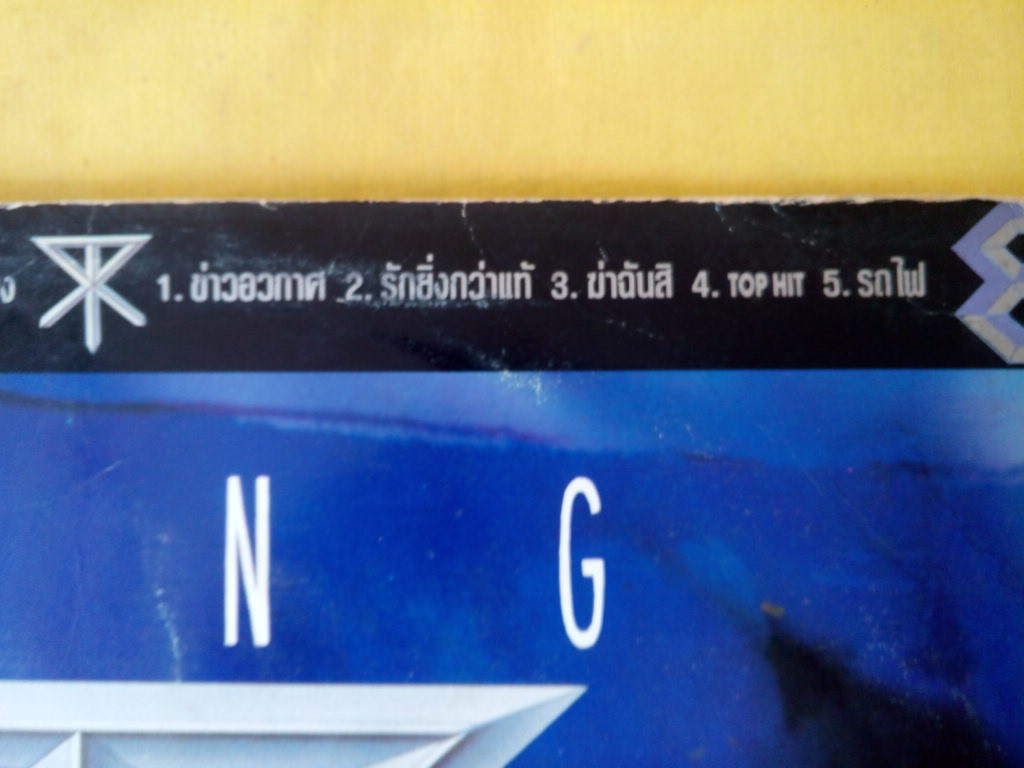 ง 1. ข่าวอวกาศ 2. รักยิ่งกว่าแท้ 3. ฆ่าฉันสิ 4. TOP HIT 5. รถไฟ
N G